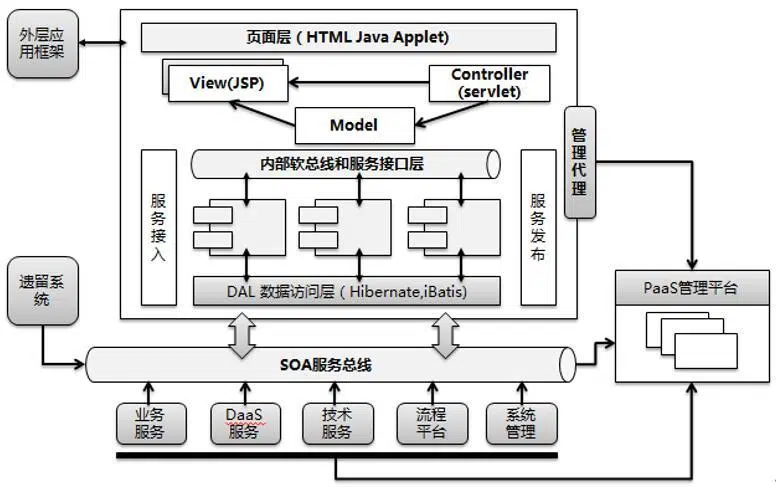 外层应
用框架
页面层（HTML Java Applet)
View(JSP)
Controller
(servlet)
Model
管
理
代
理
内部软总线和服务接口层
服
务
接
入
服
务
发
布
DAL 数据访问层（Hibernate,iBatis)
遗留系
统
PaaS管理平台
SOA服务总线
业务
服务
DaaS
服务
技术
服务
流程
平台
系统
管理